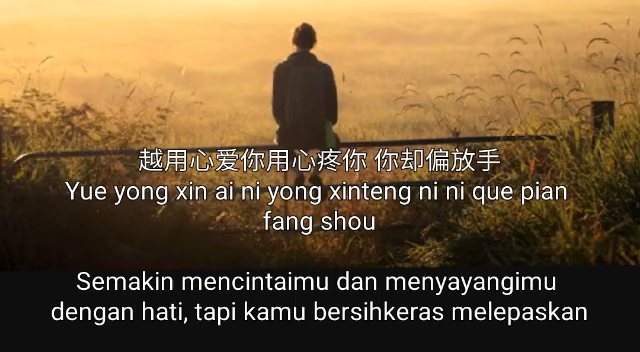 越用心爱你用心疼你 你却偏放手
Yue yong xin ai ni yong xinteng ni ni que pian
fang shou
Semakin mencintaimu dan menyayangimu
dengan hati, tapi kamu bersihkeras melepaskan